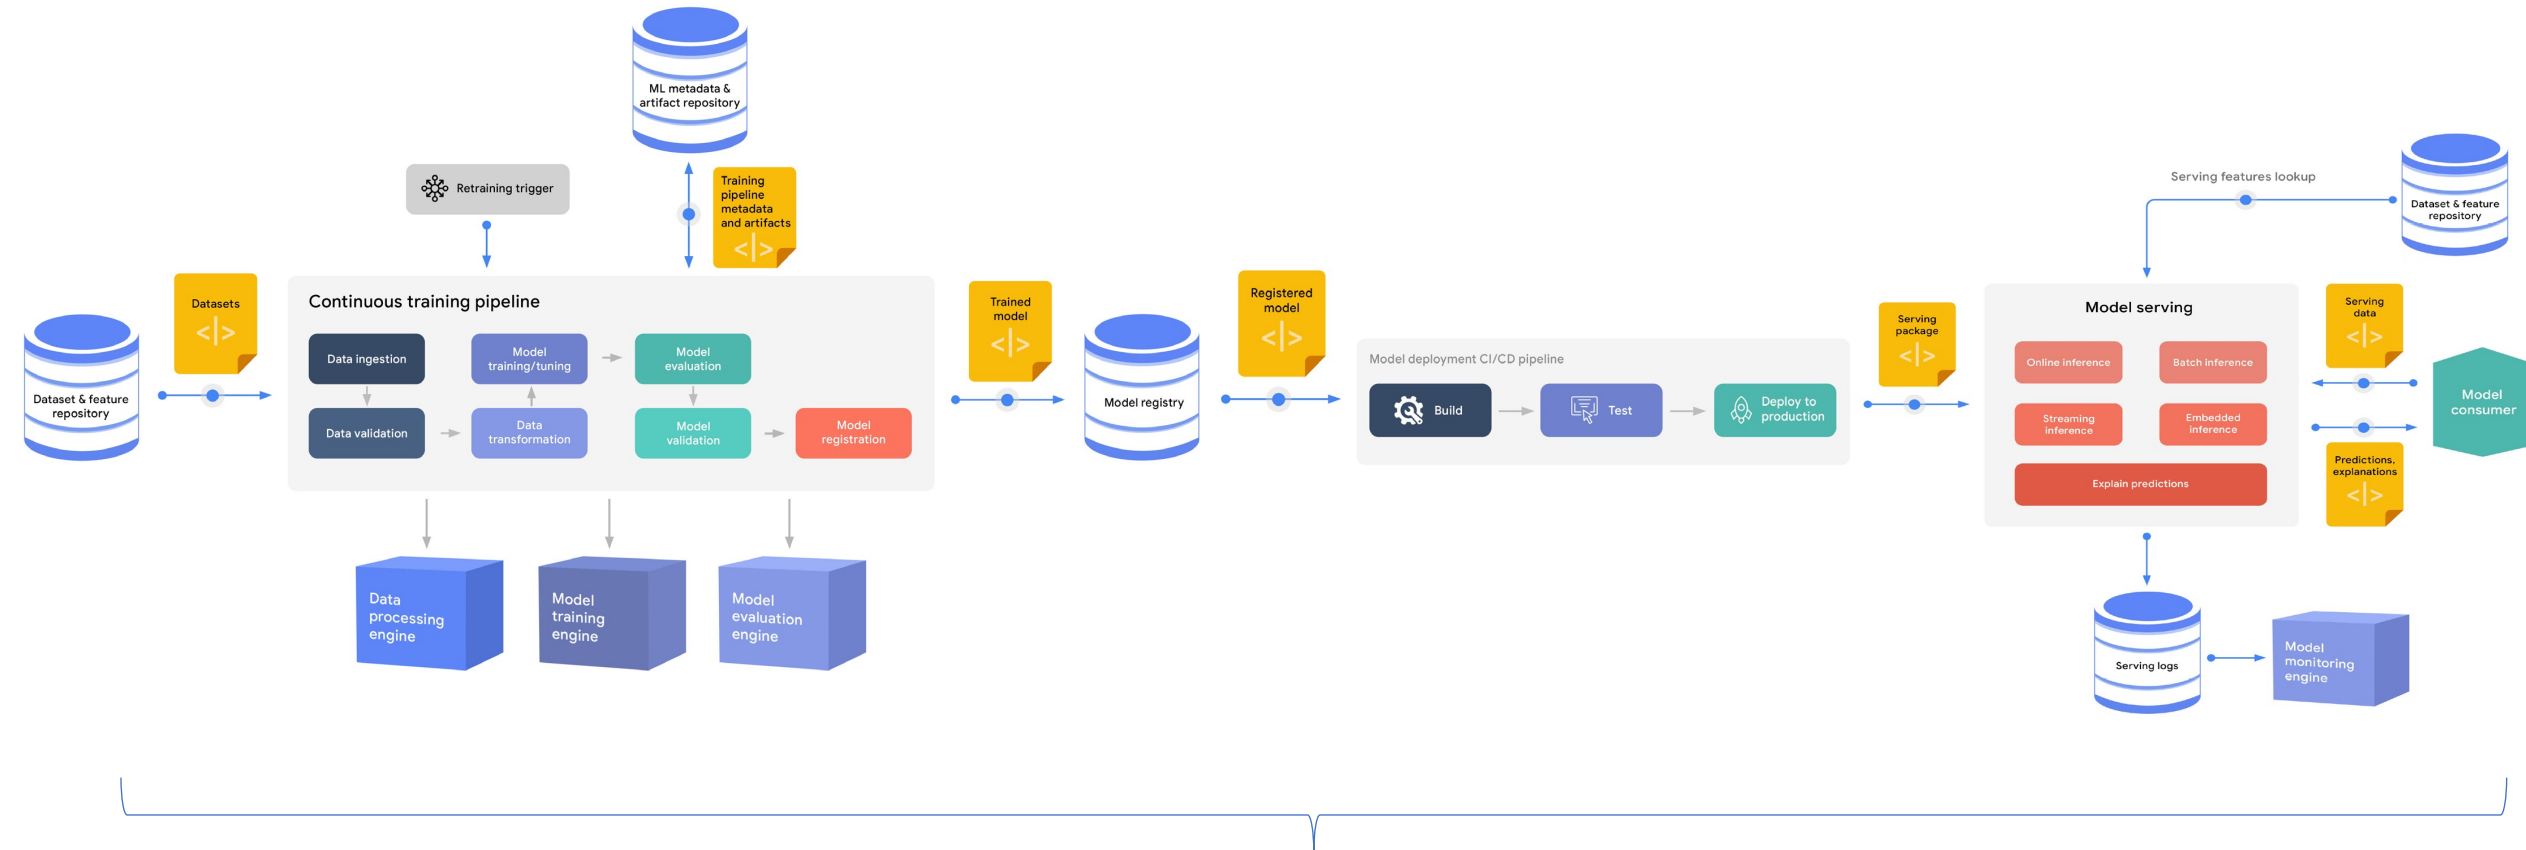 ML metadata &
artifact repository
Retraining trigger
Training
pipeline
metadata
and artifacts
</>
Serving features lookup
Dataset & feature
repository
Datasets
</>
Dataset & feature
repository
Continuous training pipeline
Data ingestion
Model
training/tuning
Model
evaluation
Data validation
Data
transformation
Model
validation
Model
registration
Trained
model
</>
Model registry
Registered
model
</>
Model deployment CI/CD pipeline
Build
Test
Deploy to
production
Serving
package
</>
Model serving
Online inference
Batch inference
Streaming
inference
Embedded
inference
Explain predictions
Serving
data
</>
Model
consumer
Predictions,
explanations
</>
Data
processing
engine
Model
training
engine
Model
evaluation
engine
Serving logs
Model
monitoring
engine